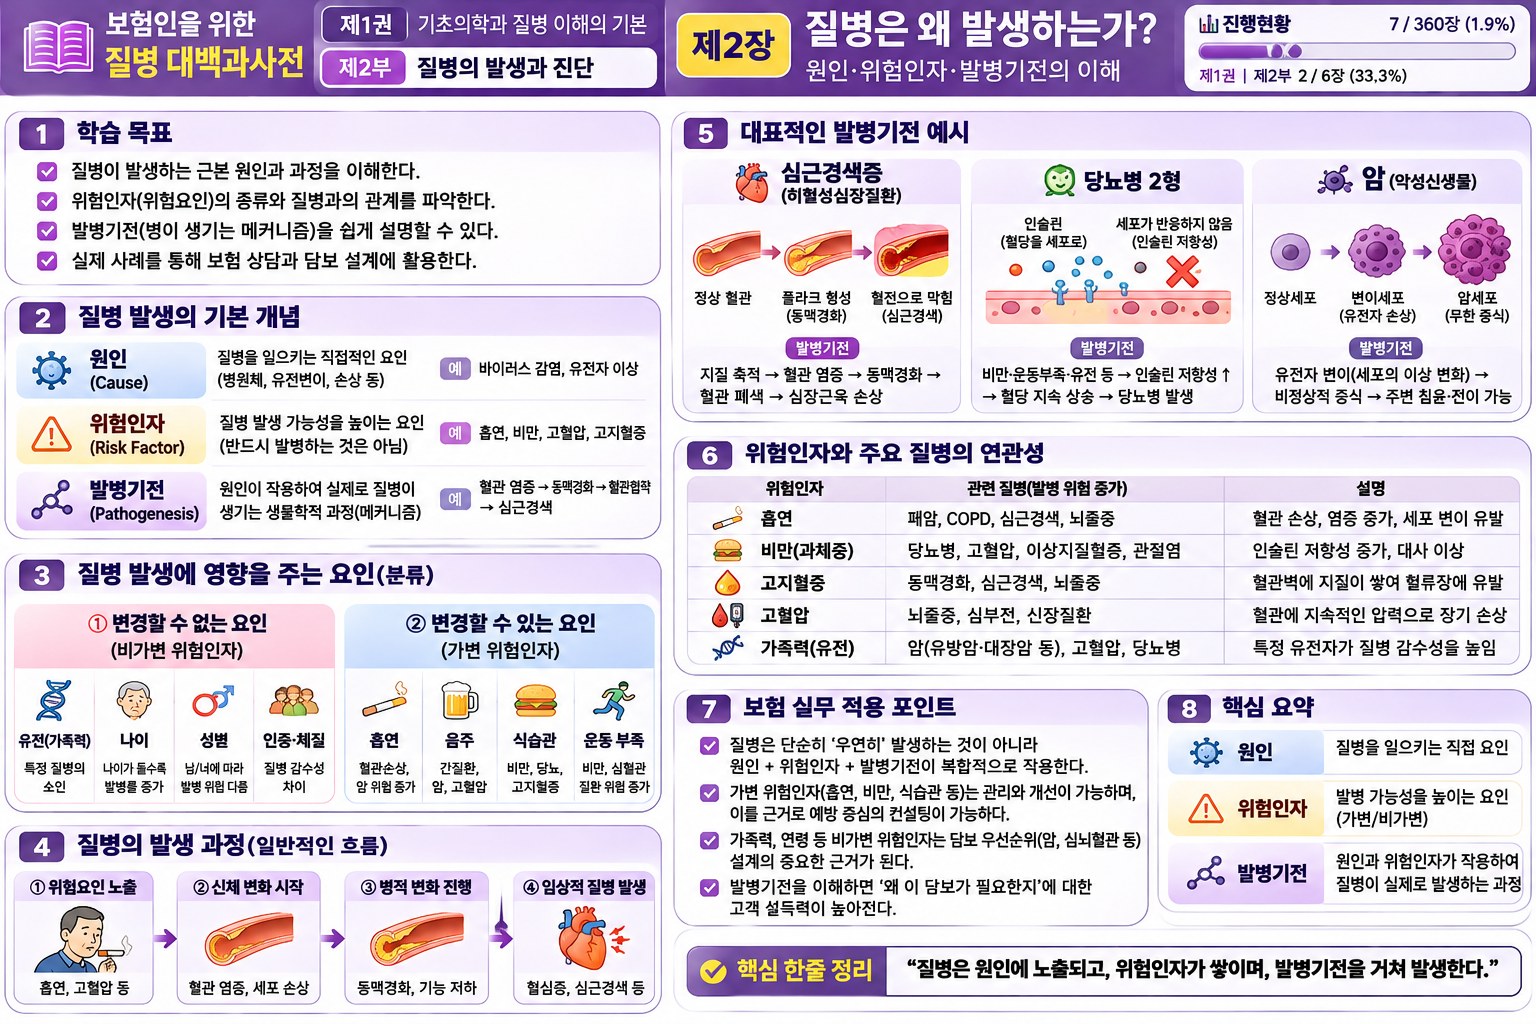 보험인을 위한
질병 대백과사전
제1권 기초의학과 질병 이해의 기본
제2부 질병의 발생과 진단
제2장
질병은 왜 발생하는가?
원인·위험인자·발병기전의 이해
진행현황 7 / 360장 (1.9%)
제1권 | 제2부 2 / 6장 (33.3%)
1 학습 목표
질병이 발생하는 근본 원인과 과정을 이해한다.
위험인자(위험요인)의 종류와 질병과의 관계를 파악한다.
발병기전(병이 생기는 메커니즘)을 쉽게 설명할 수 있다.
실제 사례를 통해 보험 상담과 담보 설계에 활용한다.
2 질병 발생의 기본 개념
원인
(Cause)
질병을 일으키는 직접적인 요인
(병원체, 유전변이, 손상 등)
예 바이러스 감염, 유전자 이상
위험인자
(Risk Factor)
질병 발생 가능성을 높이는 요인
(반드시 발병하는 것은 아님)
예 흡연, 비만, 고혈압, 고지혈증
발병기전
(Pathogenesis)
원인이 작용하여 실제로 질병이
생기는 생물학적 과정(메커니즘)
예 혈관 염증 → 동맥경화 → 혈관협착
→ 심근경색
3 질병 발생에 영향을 주는 요인(분류)
① 변경할 수 없는 요인
(비가변 위험인자)
유전(가족력) 나이 성별 인종·체질
특정 질병의
소인
나이가 들수록
발병률 증가
남/녀에 따라
발병 위험 다름
질병 감수성
차이
② 변경할 수 있는 요인
(가변 위험인자)
흡연 음주 식습관 운동 부족
혈관손상,
암 위험 증가
간질환,
암, 고혈압
비만, 당뇨,
고지혈증
비만, 심혈관
질환 위험 증가
4 질병의 발생 과정(일반적인 흐름)
① 위험요인 노출
흡연, 고혈압 등
② 신체 변화 시작
혈관 염증, 세포 손상
③ 병적 변화 진행
동맥경화, 기능 저하
④ 임상적 질병 발생
혈심증, 심근경색 등
5 대표적인 발병기전 예시
심근경색증
(허혈성심장질환)
정상 혈관
플라크 형성
(동맥경화)
혈전으로 막힘
(심근경색)
발병기전
지질 축적 → 혈관 염증 → 동맥경화 →
혈관 폐색 → 심장근육 손상
당뇨병 2형
인슐린
(혈당을 세포로)
세포가 반응하지 않음
(인슐린 저항성)
발병기전
비만·운동부족·유전 등 → 인슐린 저항성 ↑
→ 혈당 지속 상승 → 당뇨병 발생
암 (악성신생물)
정상세포
변이세포
(유전자 손상)
암세포
(무한 증식)
발병기전
유전자 변이(세포의 이상 변화) →
비정상적 증식 → 주변 침윤·전이 가능
6 위험인자와 주요 질병의 연관성
위험인자 관련 질병(발병 위험 증가) 설명
흡연 폐암, COPD, 심근경색, 뇌졸중 혈관 손상, 염증 증가, 세포 변이 유발
비만(과체중) 당뇨병, 고혈압, 이상지질혈증, 관절염 인슐린 저항성 증가, 대사 이상
고지혈증 동맥경화, 심근경색, 뇌졸중 혈관벽에 지질이 쌓여 혈류장애 유발
고혈압 뇌졸중, 심부전, 신장질환 혈관에 지속적인 압력으로 장기 손상
가족력(유전) 암(유방암·대장암 등), 고혈압, 당뇨병 특정 유전자가 질병 감수성을 높임
7 보험 실무 적용 포인트
질병은 단순히 '우연히' 발생하는 것이 아니라
원인 + 위험인자 + 발병기전이 복합적으로 작용한다.
가변 위험인자(흡연, 비만, 식습관 등)는 관리와 개선이 가능하며,
이를 근거로 예방 중심의 컨설팅이 가능하다.
가족력, 연령 등 비가변 위험인자는 담보 우선순위(암, 심뇌혈관 등)
설계의 중요한 근거가 된다.
발병기전을 이해하면 '왜 이 담보가 필요한지'에 대한
고객 설득력이 높아전다.
8 핵심 요약
원인 질병을 일으키는 직접 요인
위험인자
발병 가능성을 높이는 요인
(가변/비가변)
발병기전
원인과 위험인자가 작용하여
질병이 실제로 발생하는 과정
핵심 한줄 정리 “질병은 원인에 노출되고, 위험인자가 쌓이며, 발병기전을 거쳐 발생한다.”